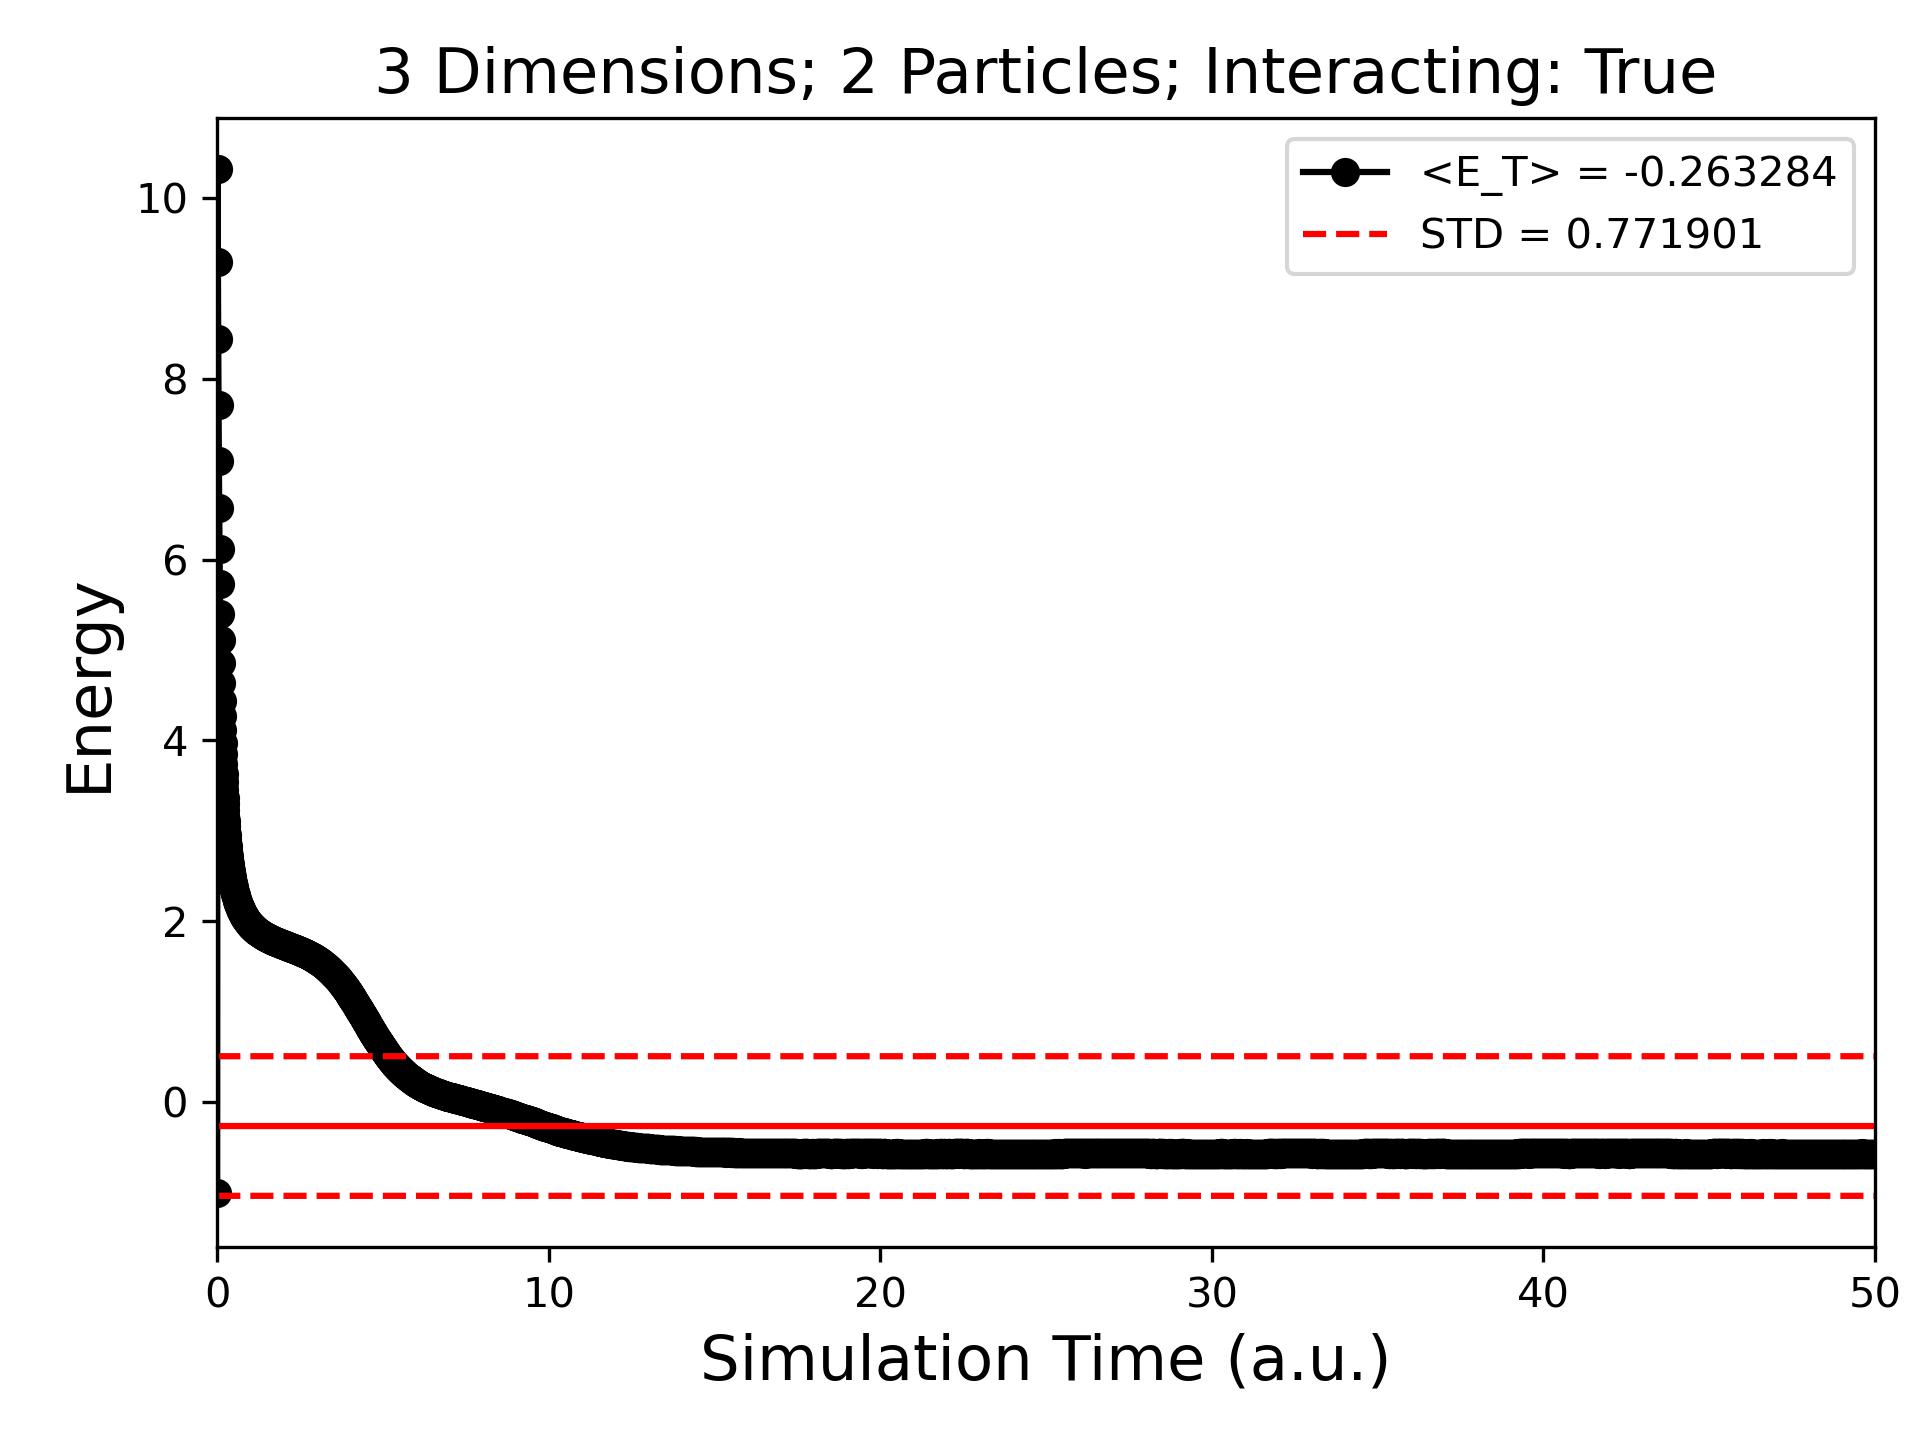 3 Dimensions; 2 Particles; Interacting: True
<E_T> = -0.263284
STD = 0.771901
Energy
10
8
6
4
2
0
0 10 20 30 40 50
Simulation Time (a.u.)